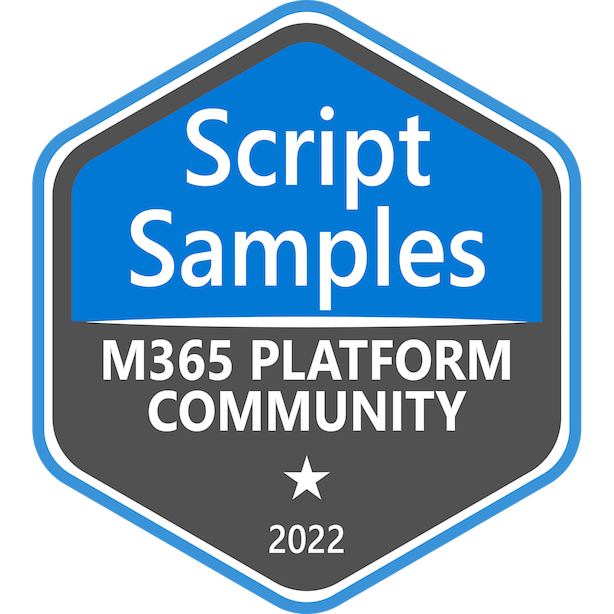 Script
Samples
M365 PLATFORM
COMMUNITY
2022